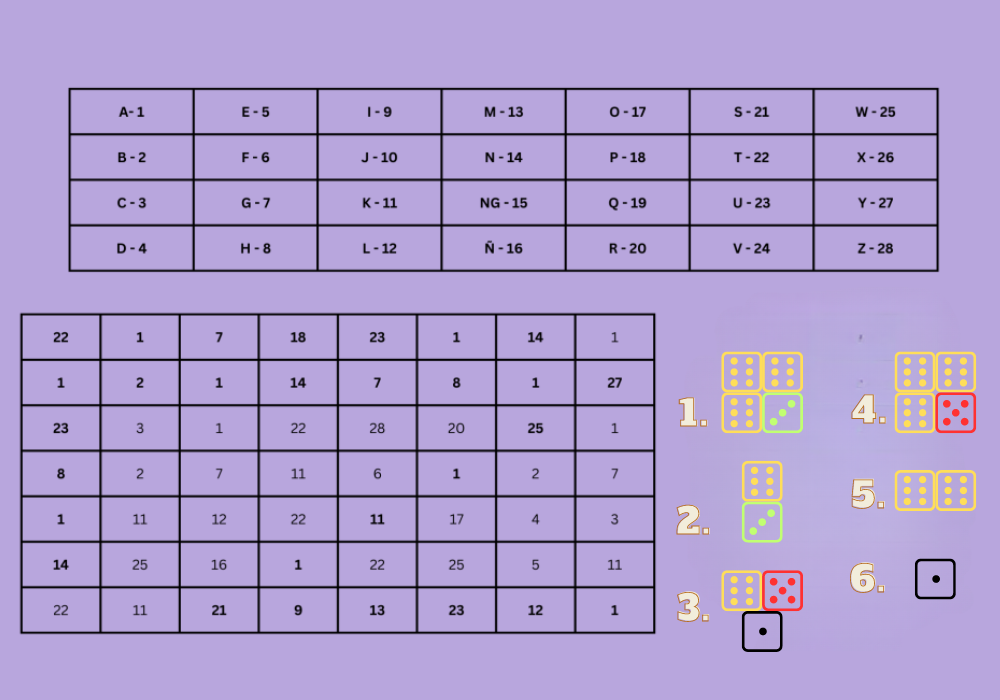 A- 1 E - 5 I - 9 M - 13 O - 17 S - 21 W - 25
B - 2 F - 6 J - 10 N - 14 P - 18 T - 22 X - 26
C - 3 G - 7 K - 11 NG - 15 Q - 19 U - 23 Y - 27
D - 4 H - 8 L - 12 Ñ - 16 R - 20 V - 24 Z - 28
22 1 7 18 23 1 14 1
1 2 1 14 7 8 1 27
23 3 1 22 28 20 25 1
8 2 7 11 6 1 2 7
1 11 12 22 11 17 4 3
14 25 16 1 22 25 5 11
22 11 21 9 13 23 12 1
1.
2.
3.
4.
5.
6.